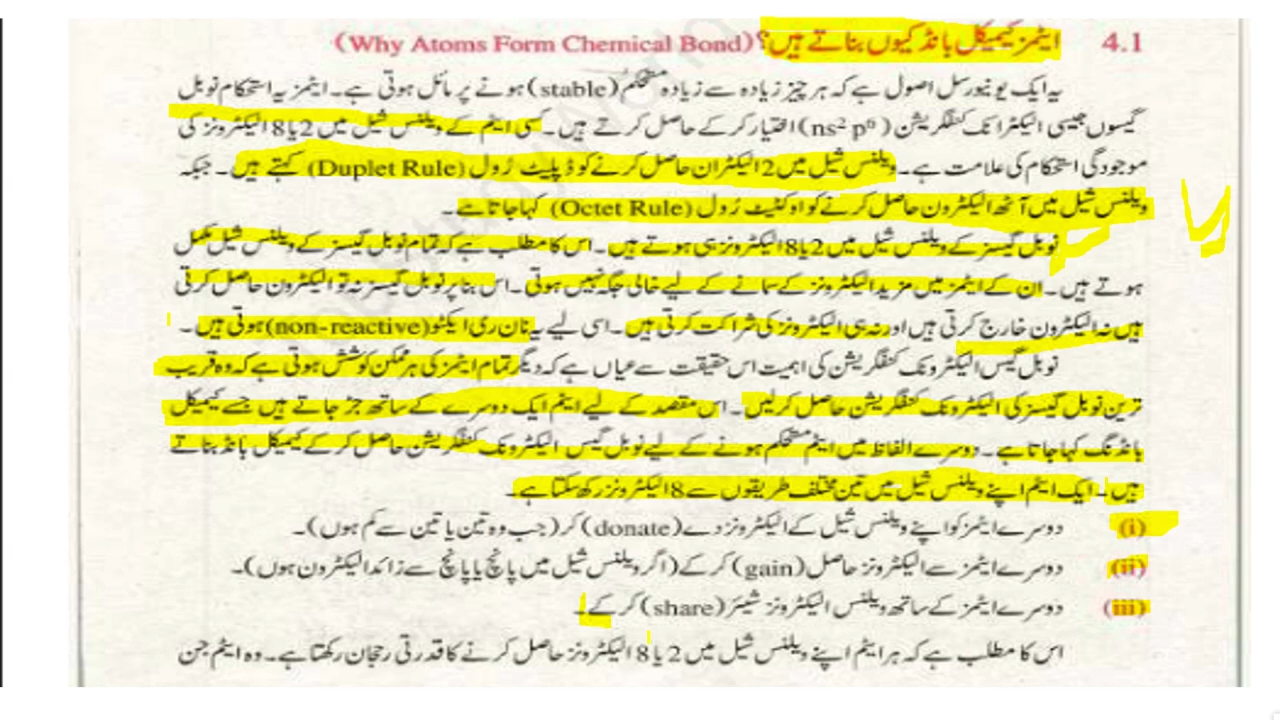 4.1 ایٹمز کیمیکل بانڈ کیوں بناتے ہیں؟ (Why Atoms Form Chemical Bond)
یہ ایک یونیورسل اصول ہے کہ ہر چیز زیادہ سے زیادہ مستحکم (stable) ہونے پر مائل ہوتی ہے۔ ایٹمز یہ استحکام نوبل
گیسوں جیسی الیکٹرانک کنفگریشن (ns² p⁶) اختیار کر کے حاصل کرتے ہیں۔ کسی ایٹم کے ویلنس شیل میں 2 یا 8 الیکٹرونز کی
موجودگی استحکام کی علامت ہے۔ ویلنس شیل میں 2 الیکٹران حاصل کرنے کو ڈپلیٹ رُول (Duplet Rule) کہتے ہیں۔ جبکہ
ویلنس شیل میں آٹھ الیکٹرون حاصل کرنے کو اوکٹیٹ رُول (Octet Rule) کہا جاتا ہے۔
نوبل گیسز کے ویلنس شیل میں 2 یا 8 الیکٹرونز ہی ہوتے ہیں۔ اس کا مطلب ہے کہ تمام نوبل گیسز کے ویلنس شیل مکمل
ہوتے ہیں۔ ان کے ایٹمز میں مزید الیکٹرونز کے سمانے کے لیے خالی جگہ نہیں ہوتی۔ اس بنا پر نوبل گیسز نہ تو الیکٹرون حاصل کرتی
ہیں نہ الیکٹرون خارج کرتی ہیں اور نہ ہی الیکٹرونز کی شراکت کرتی ہیں۔ اسی لیے یہ نان ری ایکٹو (non-reactive) ہوتی ہیں۔
نوبل گیس الیکٹرونک کنفگریشن کی اہمیت اس حقیقت سے عیاں ہے کہ دیگر تمام ایٹمز کی ہر ممکن کوشش ہوتی ہے کہ وہ قریب
ترین نوبل گیسز کی الیکٹرونک کنفگریشن حاصل کر لیں۔ اس مقصد کے لیے ایٹم ایک دوسرے کے ساتھ جڑ جاتے ہیں جسے کیمیکل
بانڈنگ کہا جاتا ہے۔ دوسرے الفاظ میں ایٹم مستحکم ہونے کے لیے نوبل گیس الیکٹرونک کنفگریشن حاصل کر کے کیمیکل بانڈ بناتے
ہیں۔ ایک ایٹم اپنے ویلنس شیل میں تین مختلف طریقوں سے 8 الیکٹرونز رکھ سکتا ہے۔
(i) دوسرے ایٹمز کو اپنے ویلنس شیل کے الیکٹرونز دے (donate) کر (جب وہ تین یا تین سے کم ہوں)۔
(ii) دوسرے ایٹمز سے الیکٹرونز حاصل (gain) کر کے (اگر ویلنس شیل میں پانچ یا پانچ سے زائد الیکٹرون ہوں)۔
(iii) دوسرے ایٹمز کے ساتھ ویلنس الیکٹرونز شیئر (share) کر کے۔
اس کا مطلب ہے کہ ہر ایٹم اپنے ویلنس شیل میں 2 یا 8 الیکٹرونز حاصل کرنے کا قدرتی رجحان رکھتا ہے۔ وہ ایٹم جن